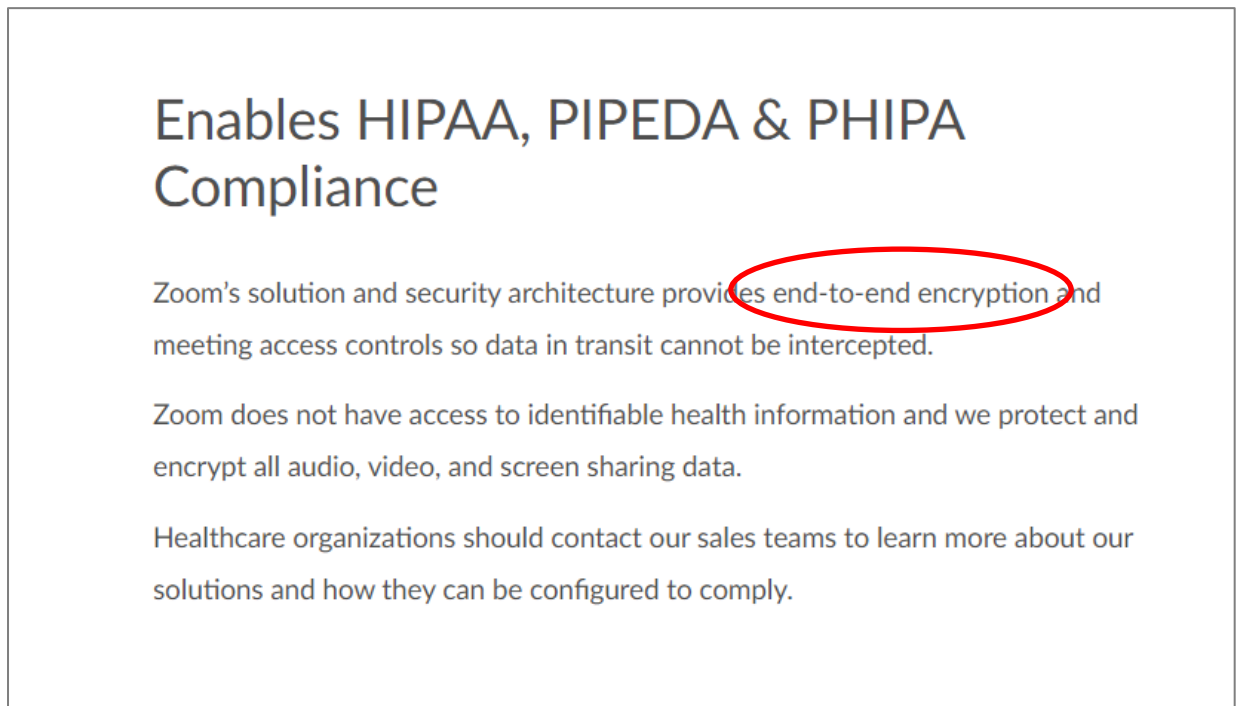 Enables HIPAA, PIPEDA & PHIPA
Compliance
Zoom’s solution and security architecture provides end-to-end encryption and
meeting access controls so data in transit cannot be intercepted.
Zoom does not have access to identifiable health information and we protect and
encrypt all audio, video, and screen sharing data.
Healthcare organizations should contact our sales teams to learn more about our
solutions and how they can be configured to comply.